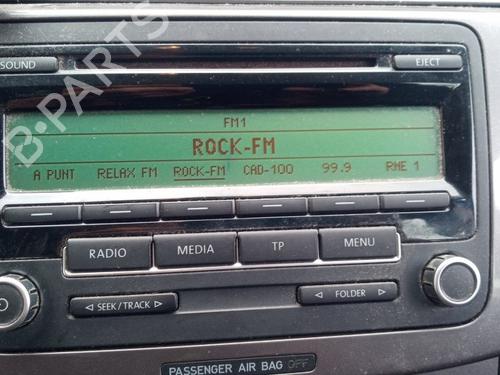 SOUND
EJECT
B-PARTS
FM1
ROCK-FM
A PUNT RELAX FM ROCK-FM CAD-100 99.9 RNE 1
RADIO MEDIA TP MENU
◁ SEEK / TRACK ▷
◁ FOLDER ▷
PASSENGER AIR BAG OFF